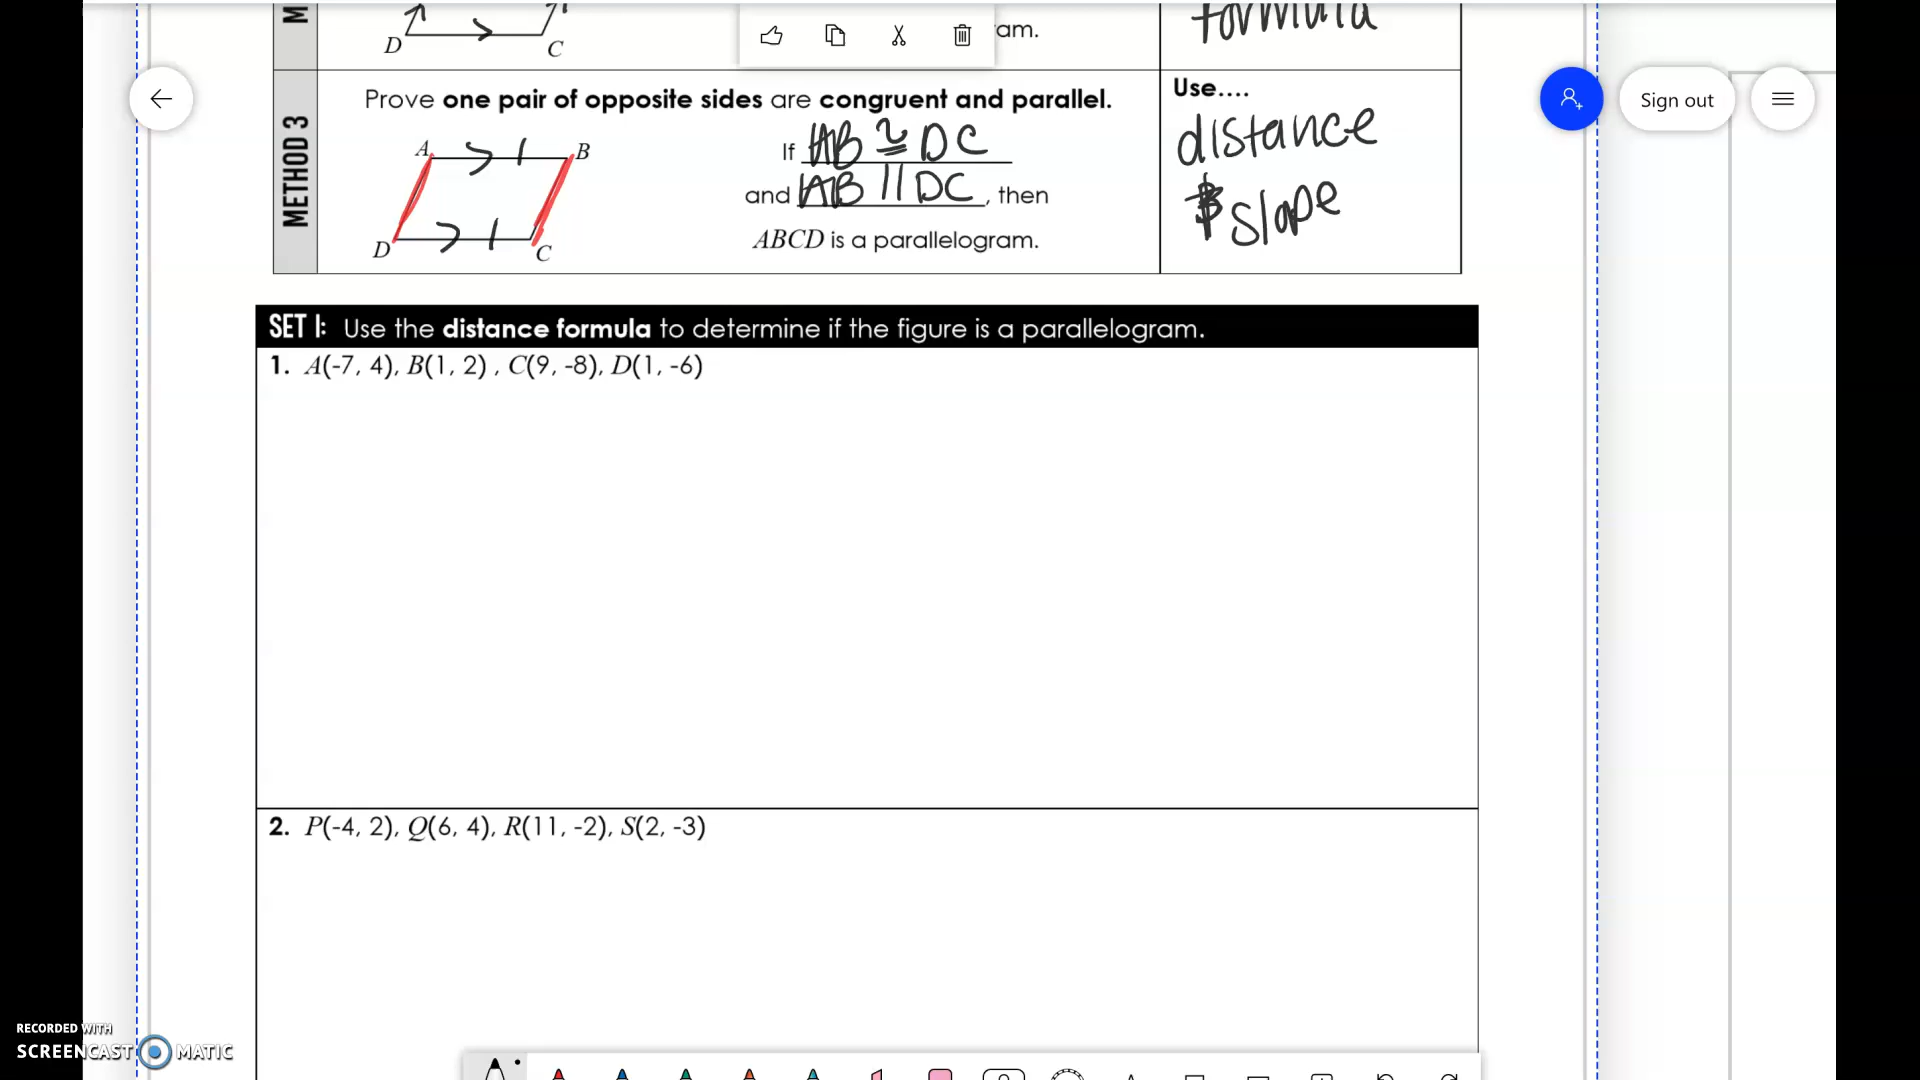 M
D
C
am.
formula
METHOD 3
Prove one pair of opposite sides are congruent and parallel.
A
B
D
C
If AB ≅ DC
and AB || DC, then
ABCD is a parallelogram.
Use....
distance
slope
Sign out
SET I: Use the distance formula to determine if the figure is a parallelogram.
1. A(-7, 4), B(1, 2) , C(9, -8), D(1, -6)
2. P(-4, 2), Q(6, 4), R(11, -2), S(2, -3)
RECORDED WITH
SCREENCAST MATIC